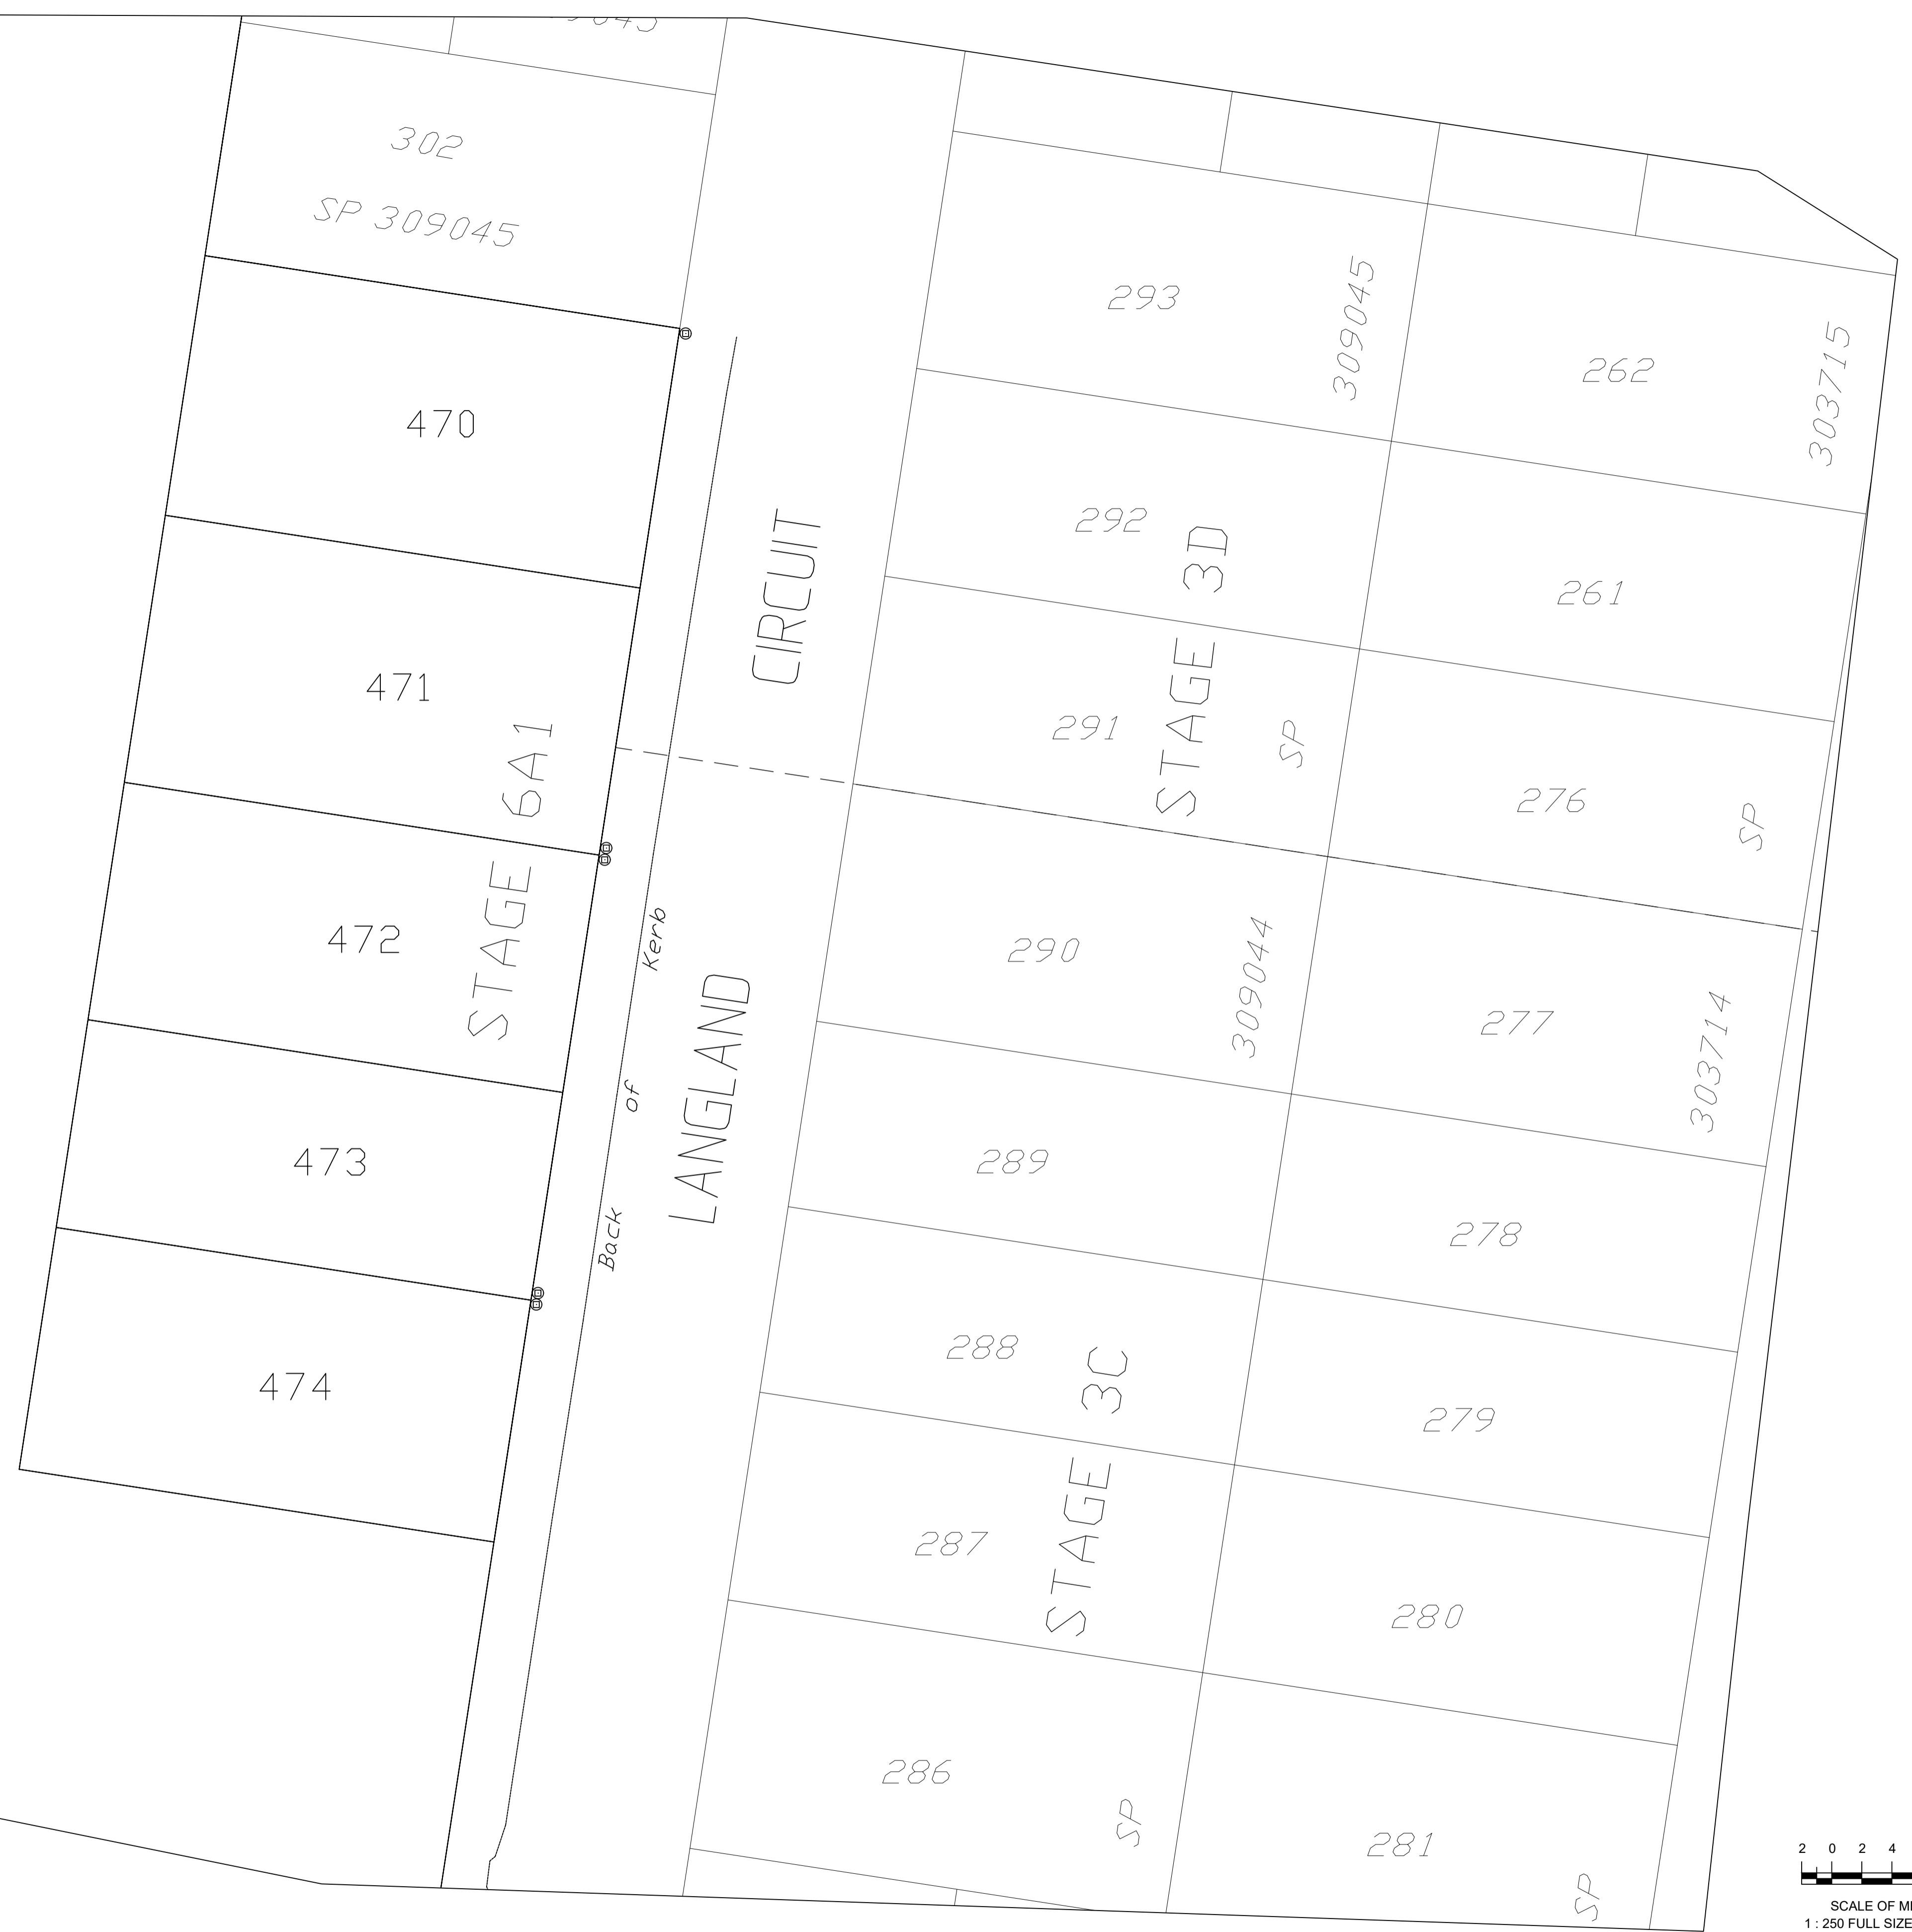 302
SP 309045
470
471
472
473
474
STAGE 6A1
Back of Kerb
LANGLAND CIRCUIT
293
292
291
290
289
288
287
286
STAGE 3D
STAGE 3C
SP 309045
SP 309044
SP
262
261
276
277
278
279
280
281
303715
SP 303714
SP
2 0 2 4
SCALE OF
1 : 250 FULL SIZE